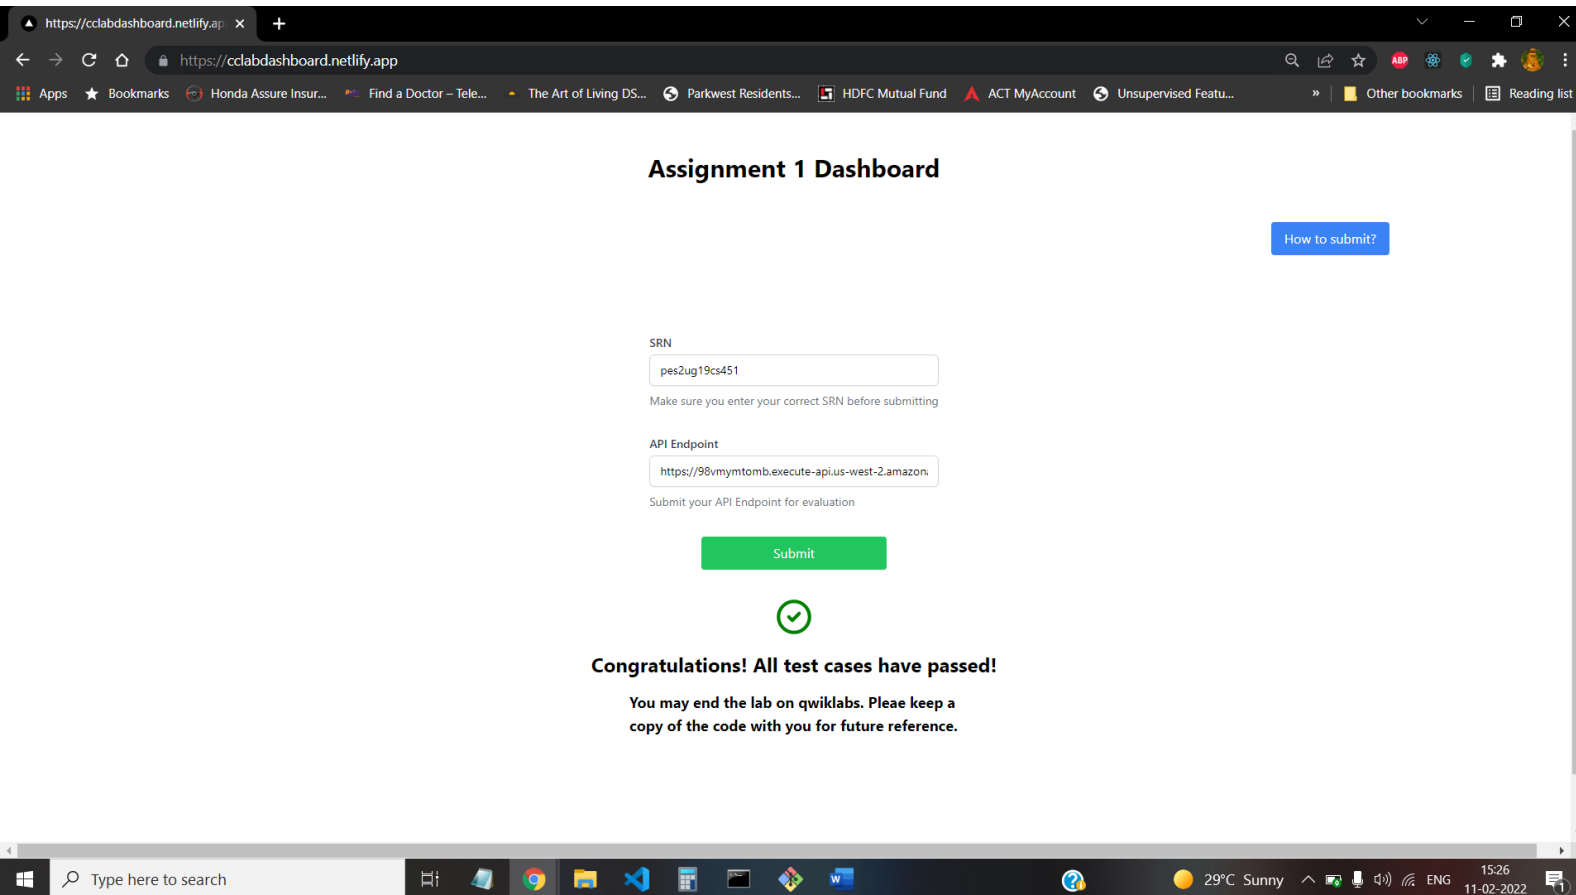 https://cclabdashboard.netlify.ap
https://cclabdashboard.netlify.app
ABP
Apps Bookmarks Honda Assure Insur... Find a Doctor – Tele... The Art of Living DS... Parkwest Residents... HDFC Mutual Fund ACT MyAccount Unsupervised Featu... » Other bookmarks Reading list
Assignment 1 Dashboard
How to submit?
SRN
pes2ug19cs451
Make sure you enter your correct SRN before submitting
API Endpoint
https://98vmymtomb.execute-api.us-west-2.amazona
Submit your API Endpoint for evaluation
Submit
Congratulations! All test cases have passed!
You may end the lab on qwiklabs. Pleae keep a
copy of the code with you for future reference.
Type here to search
29°C Sunny
ENG
15:26
11-02-2022
1